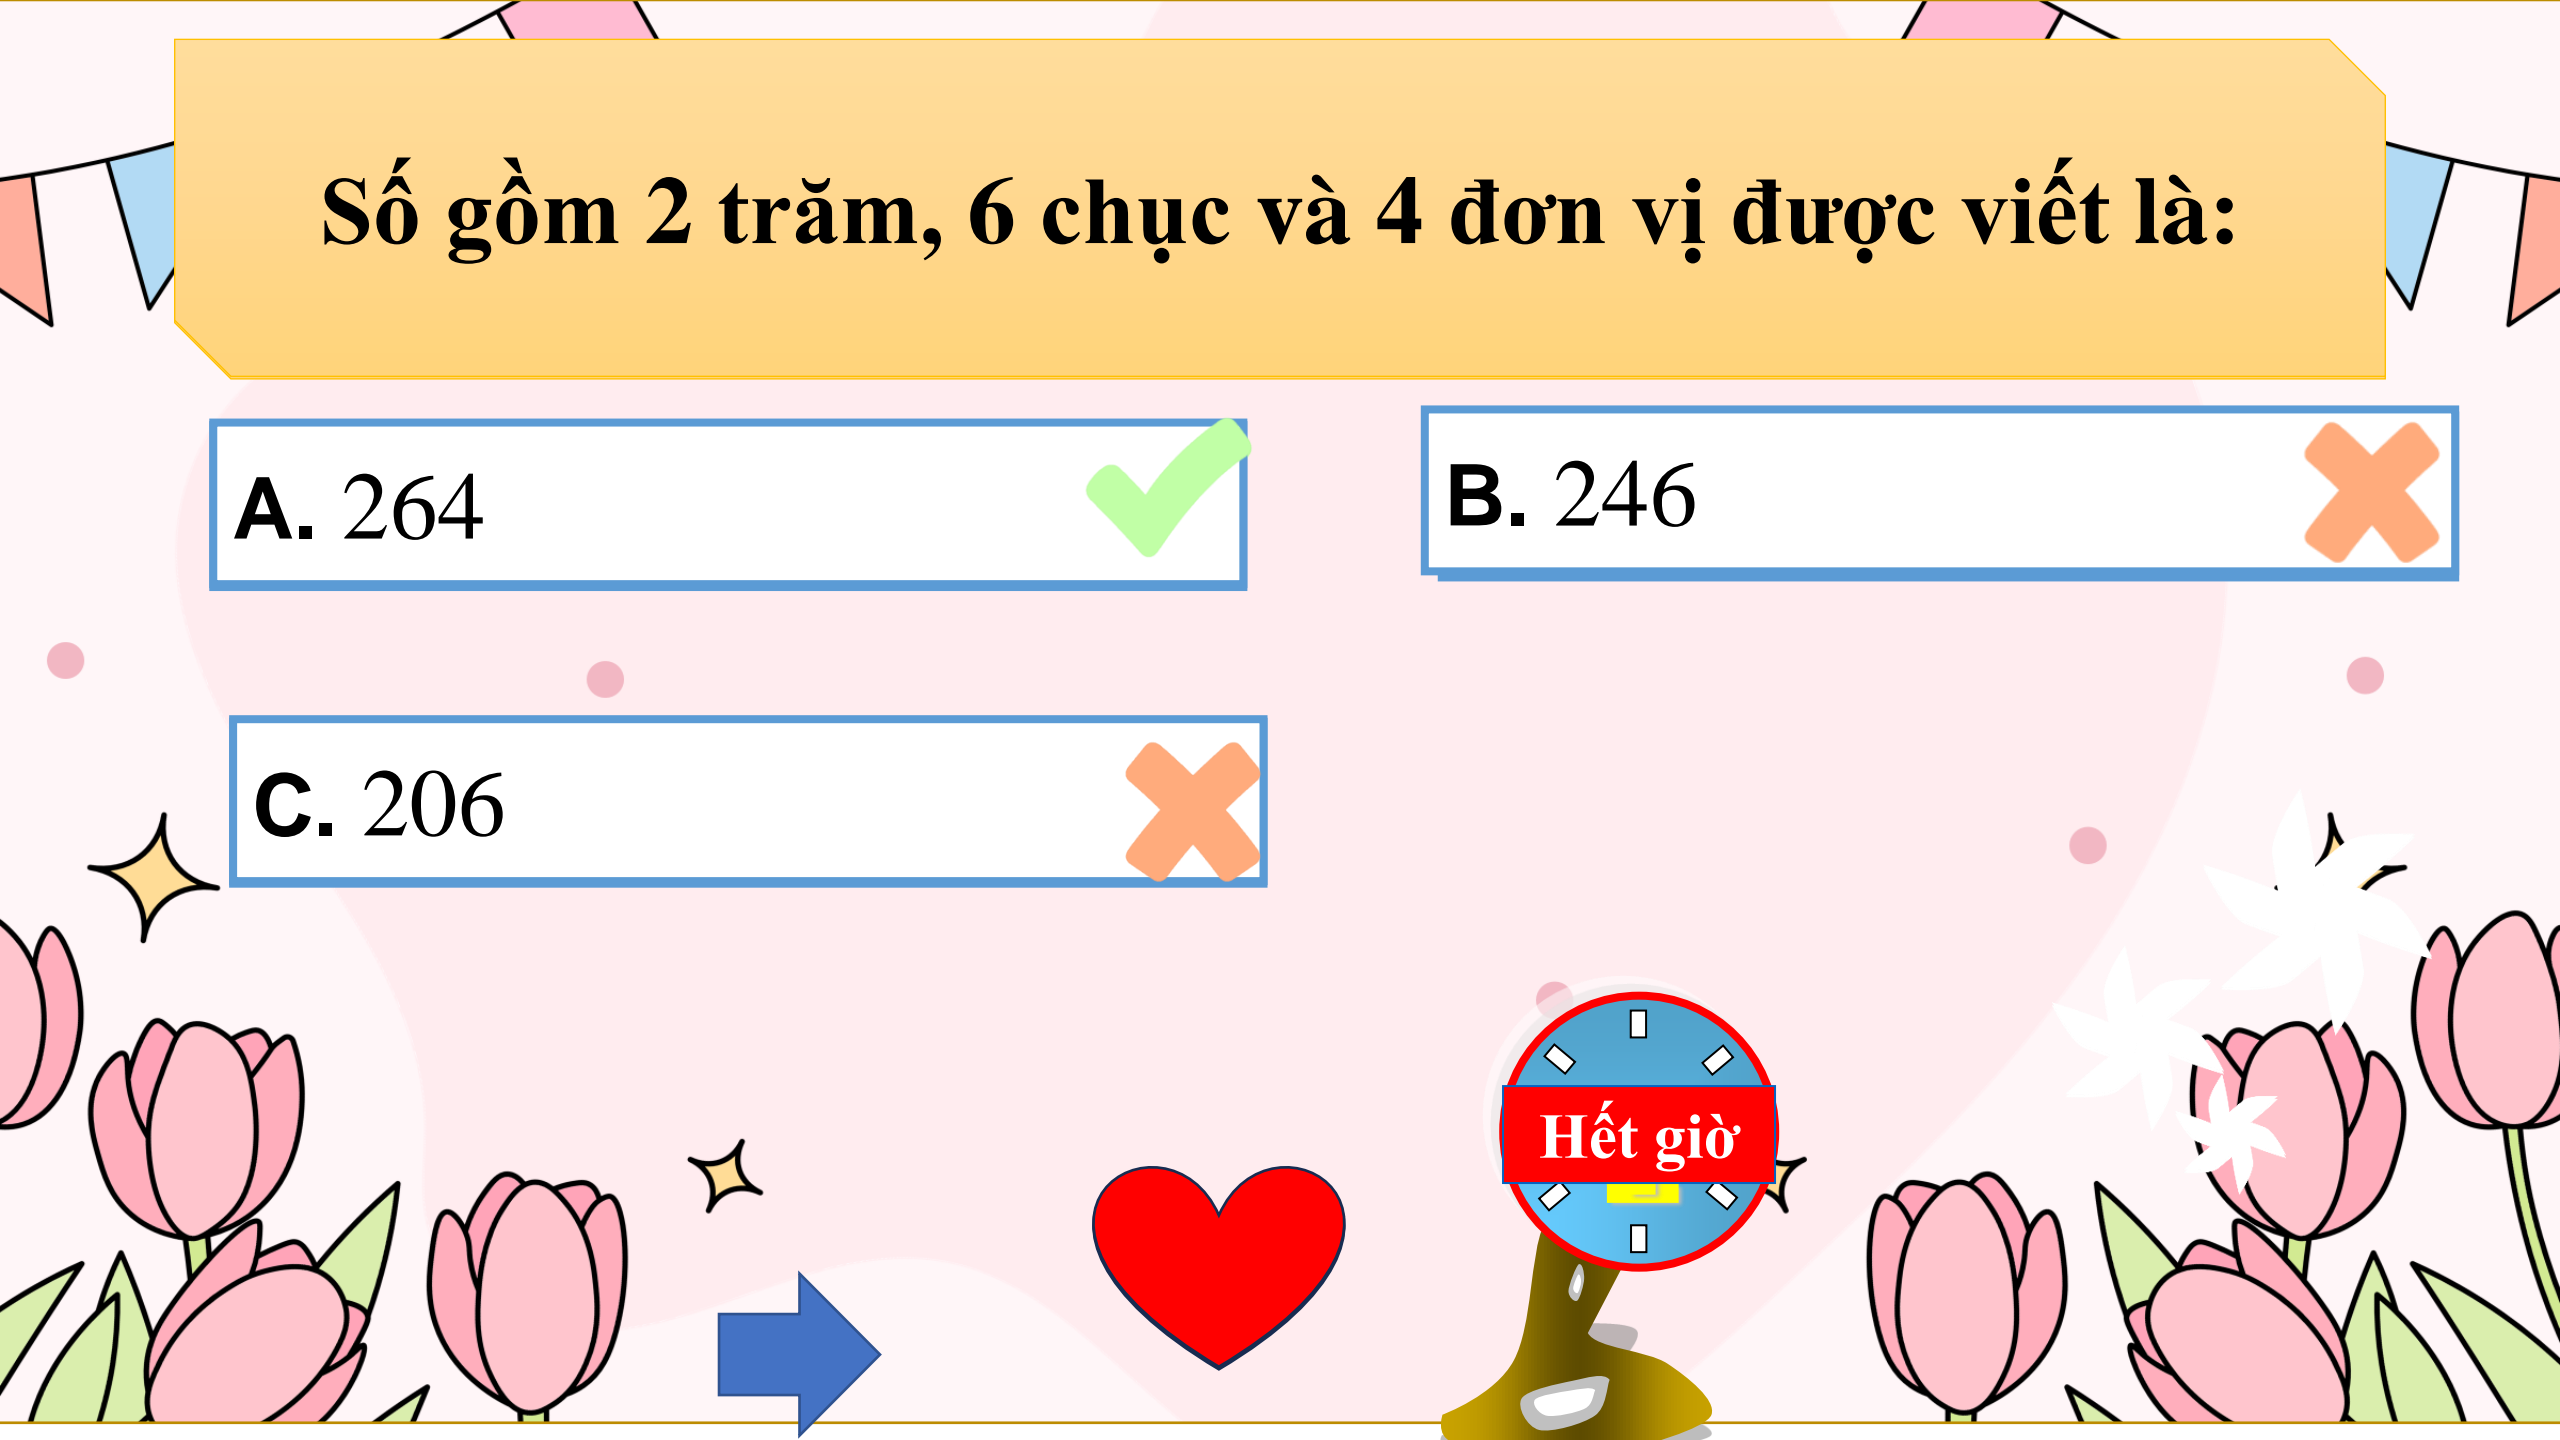 Số gồm 2 trăm, 6 chục và 4 đơn vị được viết là:
A. 264
B. 246
C. 206
Hết giờ